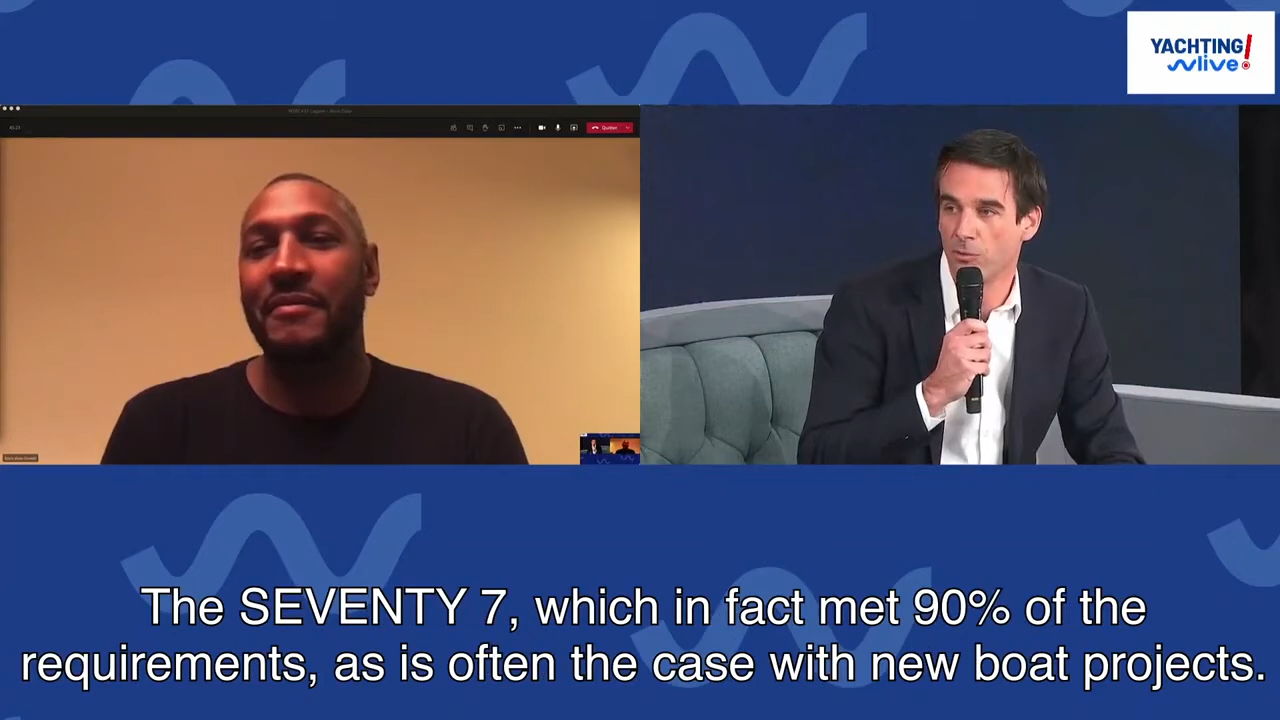 YACHTING!
live!
Quitter
The SEVENTY 7, which in fact met 90% of the
requirements, as is often the case with new boat projects.